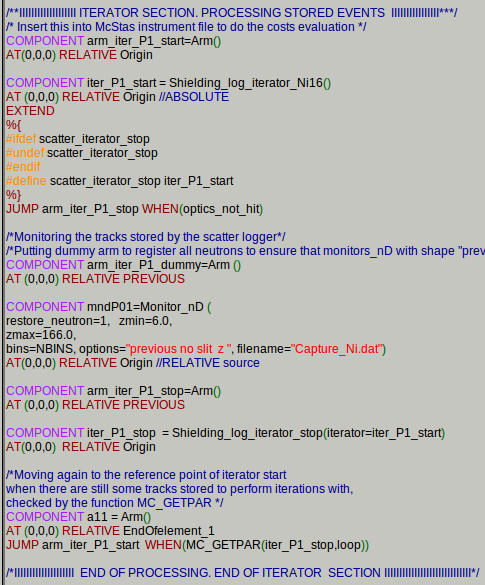 /**IIIIIIIIIIIIIIIIIII ITERATOR SECTION. PROCESSING STORED EVENTS  IIIIIIIIIIIIIIII***/
/* Insert this into McStas instrument file to do the costs evaluation */
COMPONENT arm_iter_P1_start=Arm()
AT(0,0,0) RELATIVE Origin
COMPONENT iter_P1_start = Shielding_log_iterator_Ni16()
AT (0,0,0) RELATIVE Origin //ABSOLUTE
EXTEND
%{
#ifdef scatter_iterator_stop
#undef scatter_iterator_stop
#endif
#define scatter_iterator_stop iter_P1_start
%}
JUMP arm_iter_P1_stop WHEN(optics_not_hit)
/*Monitoring the tracks stored by the scatter logger*/
/*Putting dummy arm to register all neutrons to ensure that monitors_nD with shape "prev
COMPONENT arm_iter_P1_dummy=Arm ()
AT (0,0,0) RELATIVE PREVIOUS
COMPONENT mndP01=Monitor_nD (
restore_neutron=1,  zmin=6.0,
zmax=166.0,
bins=NBINS, options="previous no slit  z ", filename="Capture_Ni.dat")
AT(0,0,0) RELATIVE Origin //RELATIVE source
COMPONENT arm_iter_P1_stop=Arm()
AT (0,0,0) RELATIVE PREVIOUS
COMPONENT iter_P1_stop  = Shielding_log_iterator_stop(iterator=iter_P1_start)
AT(0,0,0)  RELATIVE Origin
/*Moving again to the reference point of iterator start
when there are still some tracks stored to perform iterations with,
checked by the function MC_GETPAR */
COMPONENT a11 = Arm()
AT (0,0,0) RELATIVE EndOfelement_1
JUMP arm_iter_P1_start  WHEN(MC_GETPAR(iter_P1_stop,loop))
/*IIIIIIIIIIIIIIIIIIII  END OF PROCESSING. END OF ITERATOR  SECTION IIIIIIIIIIIIIIIIIIIIIIIIIIIII*/